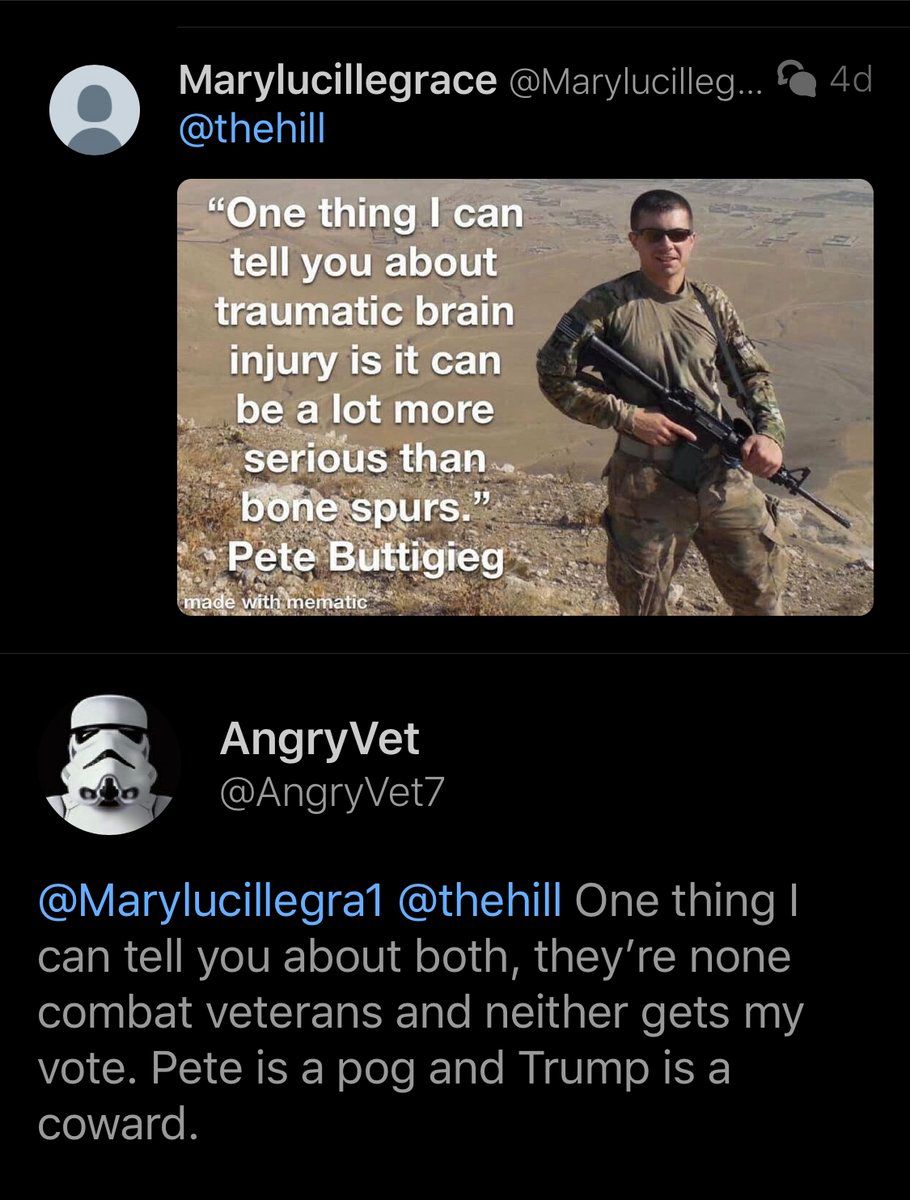 Marylucillegrace @Marylucilleg... 4d
@thehill
“One thing I can
tell you about
traumatic brain
injury is it can
be a lot more
serious than
bone spurs.”
Pete Buttigieg
made with mematic
AngryVet
@AngryVet7
@Marylucillegra1 @thehill One thing I
can tell you about both, they’re none
combat veterans and neither gets my
vote. Pete is a pog and Trump is a
coward.